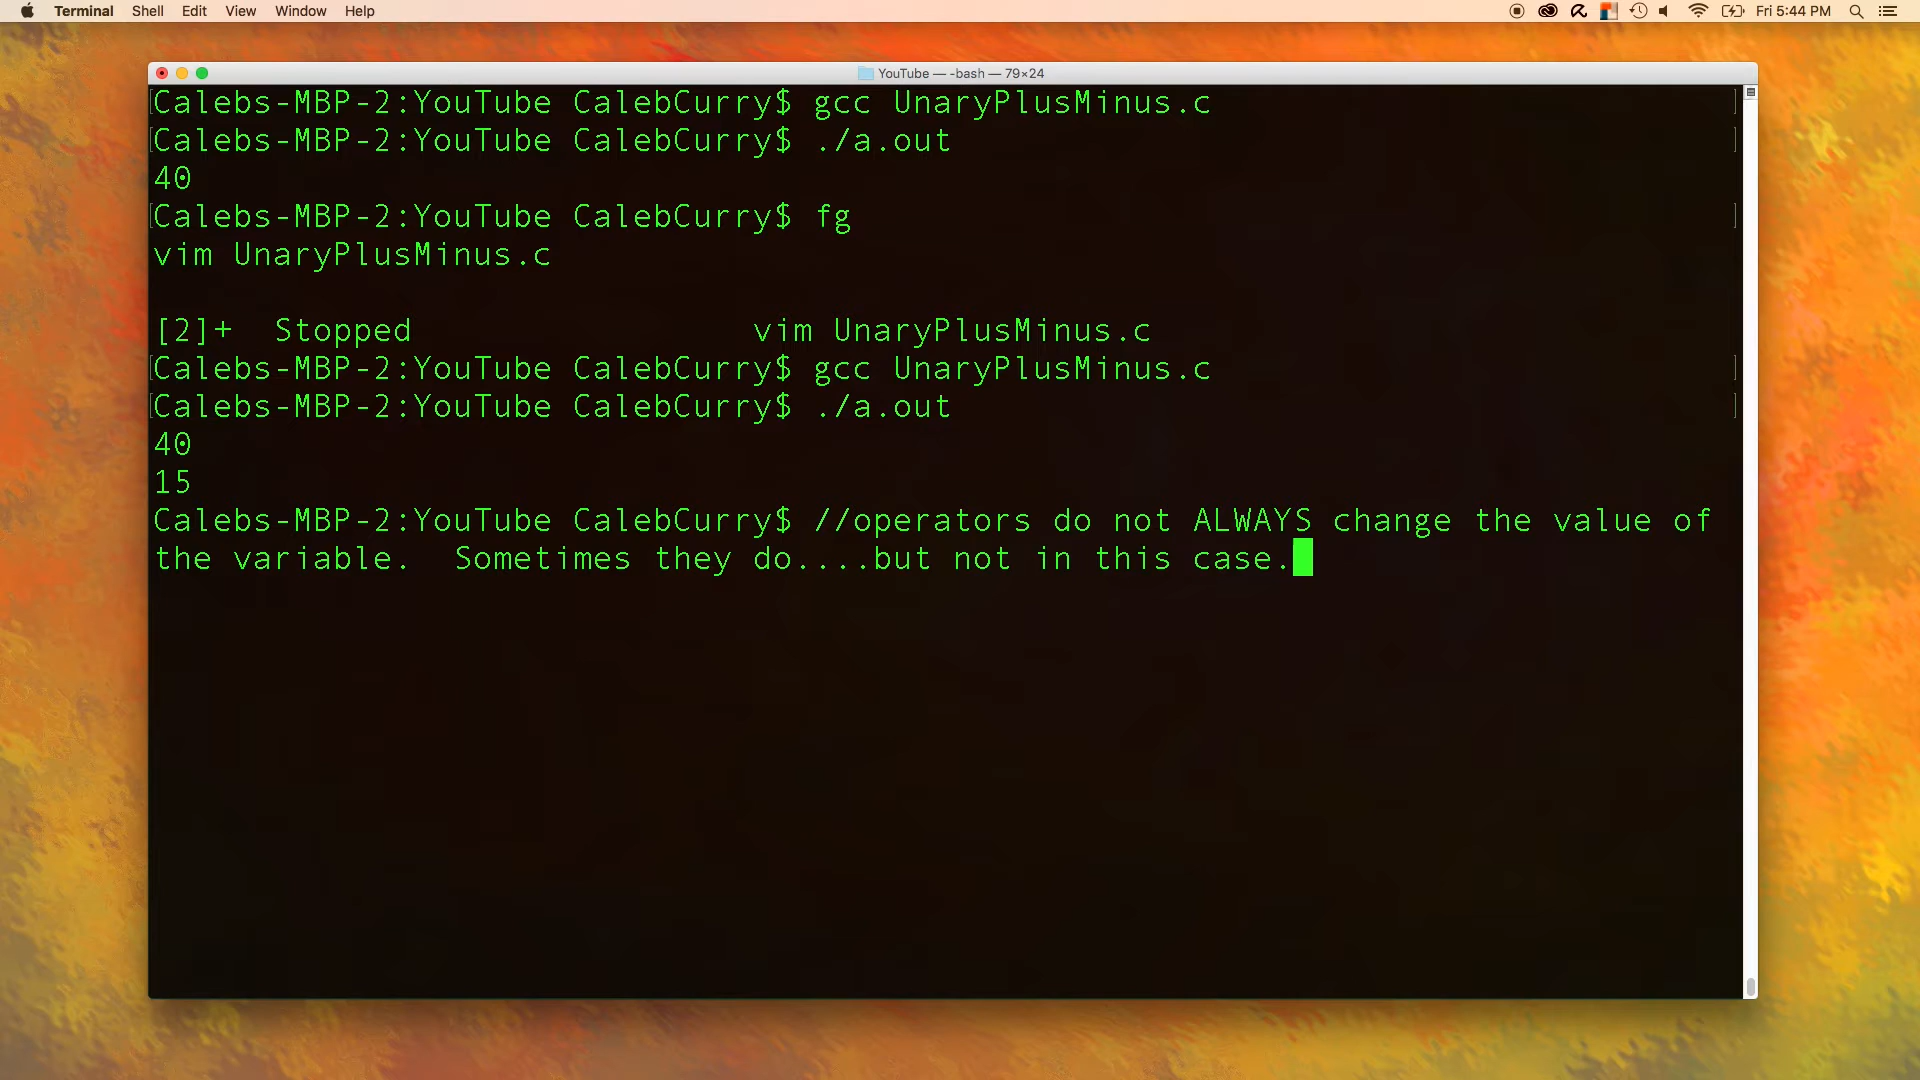 Terminal Shell Edit View Window Help Fri 5:44 PM
YouTube — -bash — 79×24
Calebs-MBP-2:YouTube CalebCurry$ gcc UnaryPlusMinus.c
Calebs-MBP-2:YouTube CalebCurry$ ./a.out
40
Calebs-MBP-2:YouTube CalebCurry$ fg
vim UnaryPlusMinus.c
[2]+  Stopped                 vim UnaryPlusMinus.c
Calebs-MBP-2:YouTube CalebCurry$ gcc UnaryPlusMinus.c
Calebs-MBP-2:YouTube CalebCurry$ ./a.out
40
15
Calebs-MBP-2:YouTube CalebCurry$ //operators do not ALWAYS change the value of
the variable.  Sometimes they do....but not in this case.